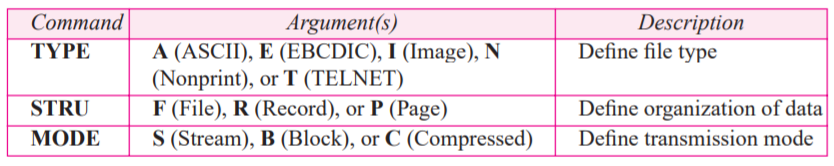 Command Argument(s) Description
TYPE A (ASCII), E (EBCDIC), I (Image), N Define file type
(Nonprint), or T (TELNET)
STRU F (File), R (Record), or P (Page) Define organization of data
MODE S (Stream), B (Block), or C (Compressed) Define transmission mode